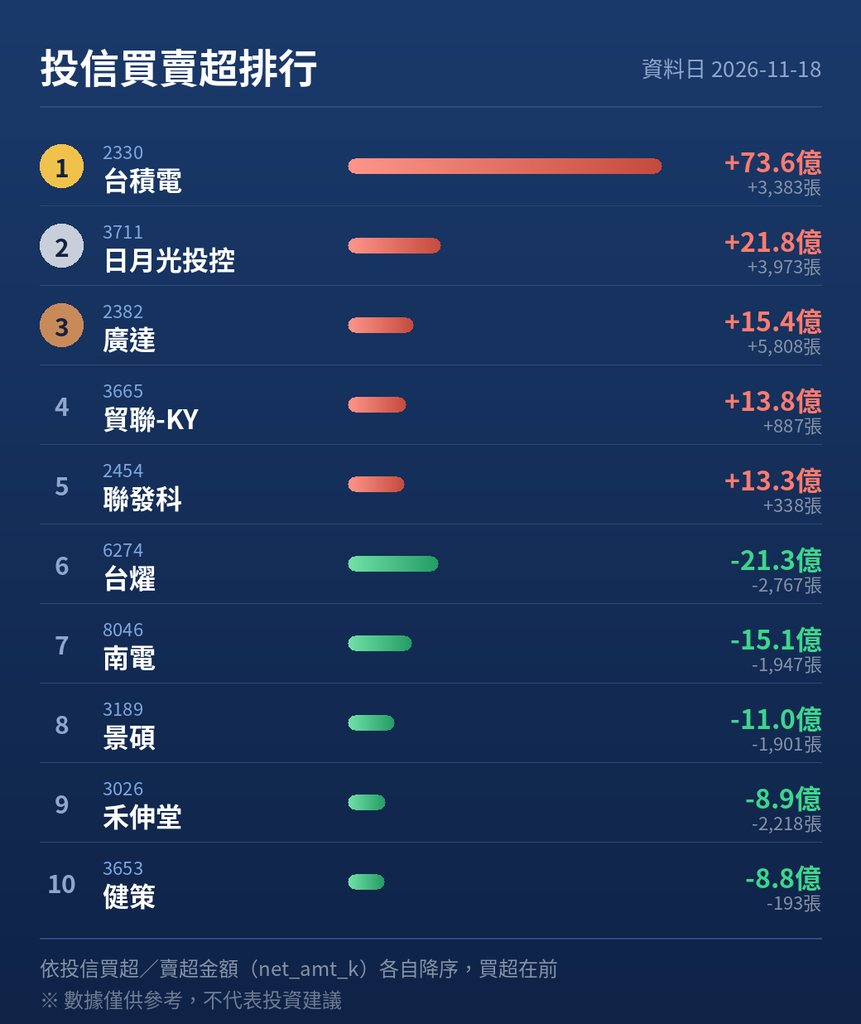 投信買賣超排行
資料日 2026-11-18
1
2330
台積電
+73.6億
+3,383張
2
3711
日月光投控
+21.8億
+3,973張
3
2382
廣達
+15.4億
+5,808張
4
3665
貿聯-KY
+13.8億
+887張
5
2454
聯發科
+13.3億
+338張
6
6274
台燿
-21.3億
-2,767張
7
8046
南電
-15.1億
-1,947張
8
3189
景碩
-11.0億
-1,901張
9
3026
禾伸堂
-8.9億
-2,218張
10
3653
健策
-8.8億
-193張
依投信買超／賣超金額（net_amt_k）各自降序，買超在前
※ 數據僅供參考，不代表投資建議